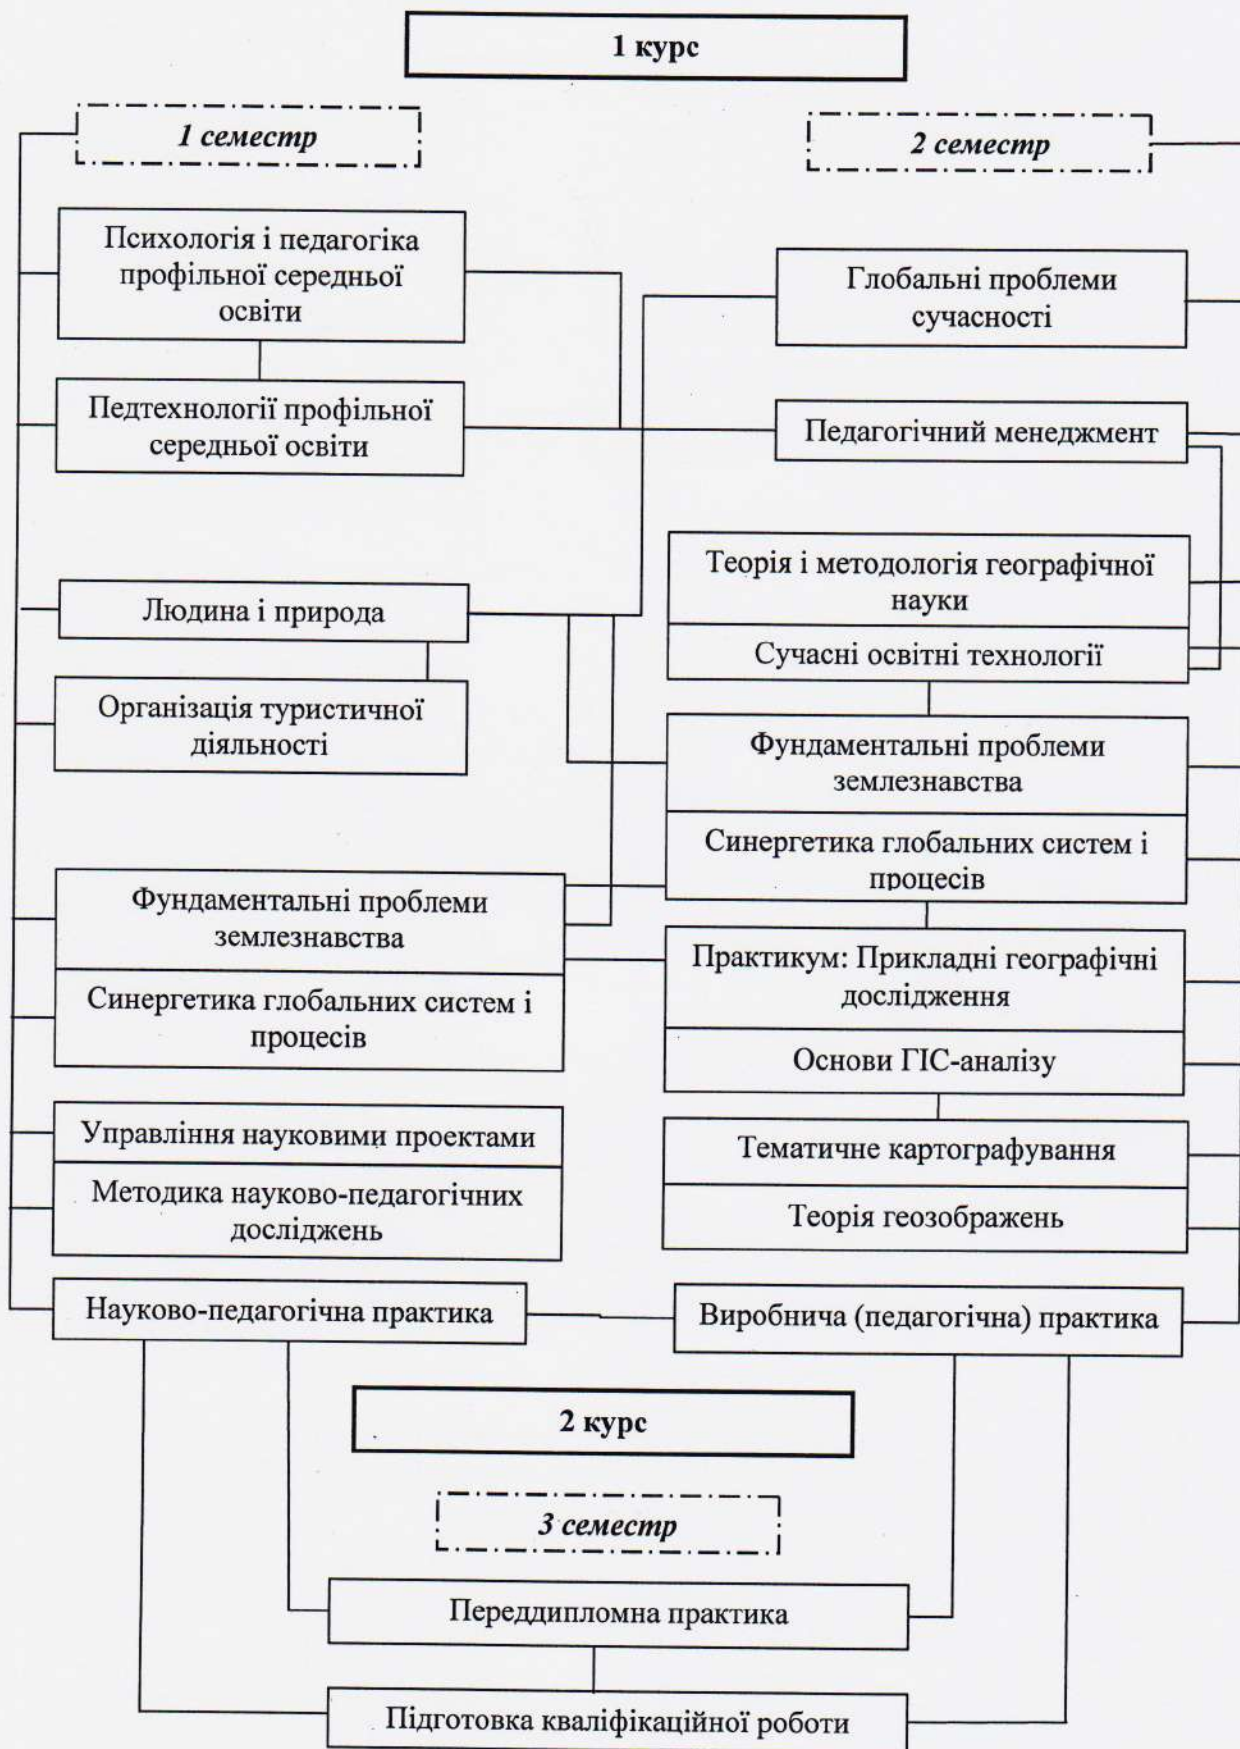 1 курс
1 семестр
2 семестр
Психологія і педагогіка
профільної середньої
освіти
Глобальні проблеми
сучасності
Педтехнології профільної
середньої освіти
Педагогічний менеджмент
Теорія і методологія географічної
науки
Людина і природа
Сучасні освітні технології
Організація туристичної
діяльності
Фундаментальні проблеми
землезнавства
Синергетика глобальних систем і
процесів
Фундаментальні проблеми
землезнавства
Практикум: Прикладні географічні
дослідження
Синергетика глобальних систем і
процесів
Основи ГІС-аналізу
Управління науковими проектами
Тематичне картографування
Методика науково-педагогічних
досліджень
Теорія геозображень
Науково-педагогічна практика
Виробнича (педагогічна) практика
2 курс
3 семестр
Переддипломна практика
Підготовка кваліфікаційної роботи